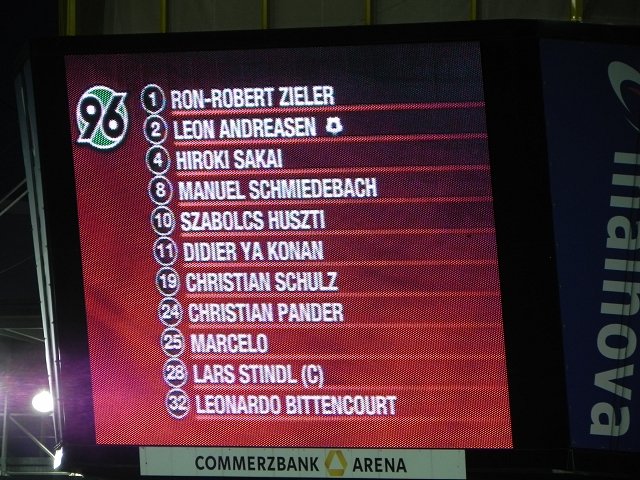 96
1 RON-ROBERT ZIELER
2 LEON ANDREASEN
4 HIROKI SAKAI
8 MANUEL SCHMIEDEBACH
10 SZABOLCS HUSZTI
11 DIDIER YA KONAN
19 CHRISTIAN SCHULZ
24 CHRISTIAN PANDER
25 MARCELO
28 LARS STINDL (C)
32 LEONARDO BITTENCOURT
COMMERZBANK ARENA
mainova